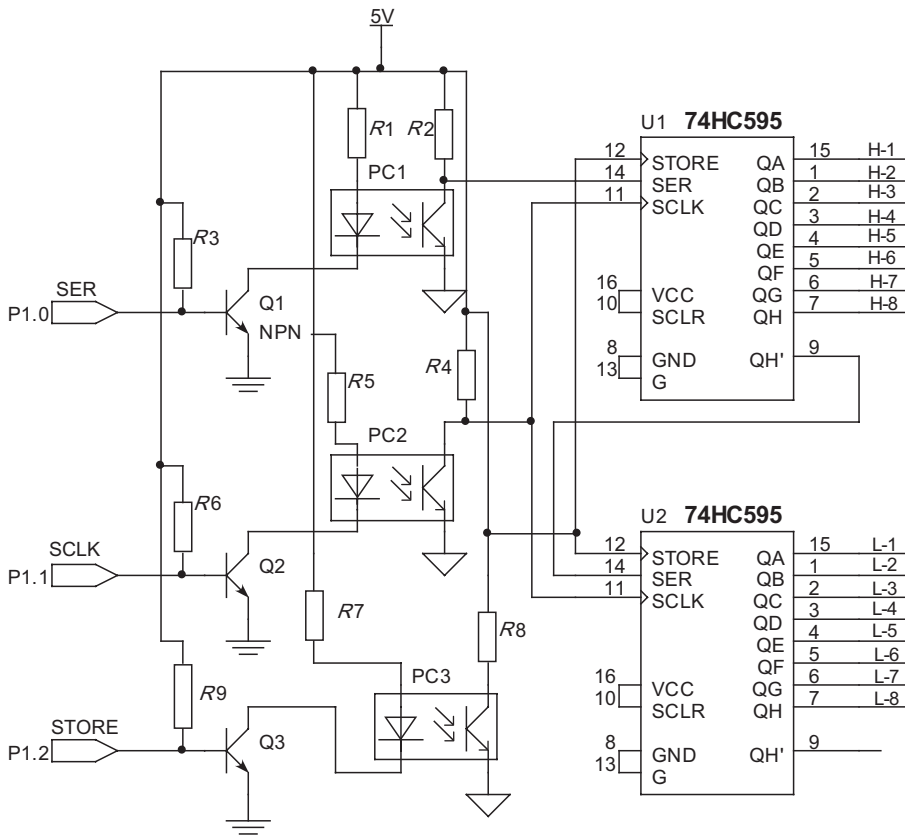 5V
U1 74HC595
R1 R2
PC1
12 STORE QA 15 H-1
14 SER QB 1 H-2
11 SCLK QC 2 H-3
QD 3 H-4
QE 4 H-5
QF 5 H-6
16 VCC QG 6 H-7
10 SCLR QH 7 H-8
8 GND QH' 9
13 G
R3
SER
P1.0
Q1
NPN
R4
R5
PC2
R6
SCLK
P1.1
Q2
U2 74HC595
12 STORE QA 15 L-1
14 SER QB 1 L-2
11 SCLK QC 2 L-3
QD 3 L-4
QE 4 L-5
QF 5 L-6
16 VCC QG 6 L-7
10 SCLR QH 7 L-8
8 GND QH' 9
13 G
R7
R8
PC3
R9
STORE
P1.2
Q3